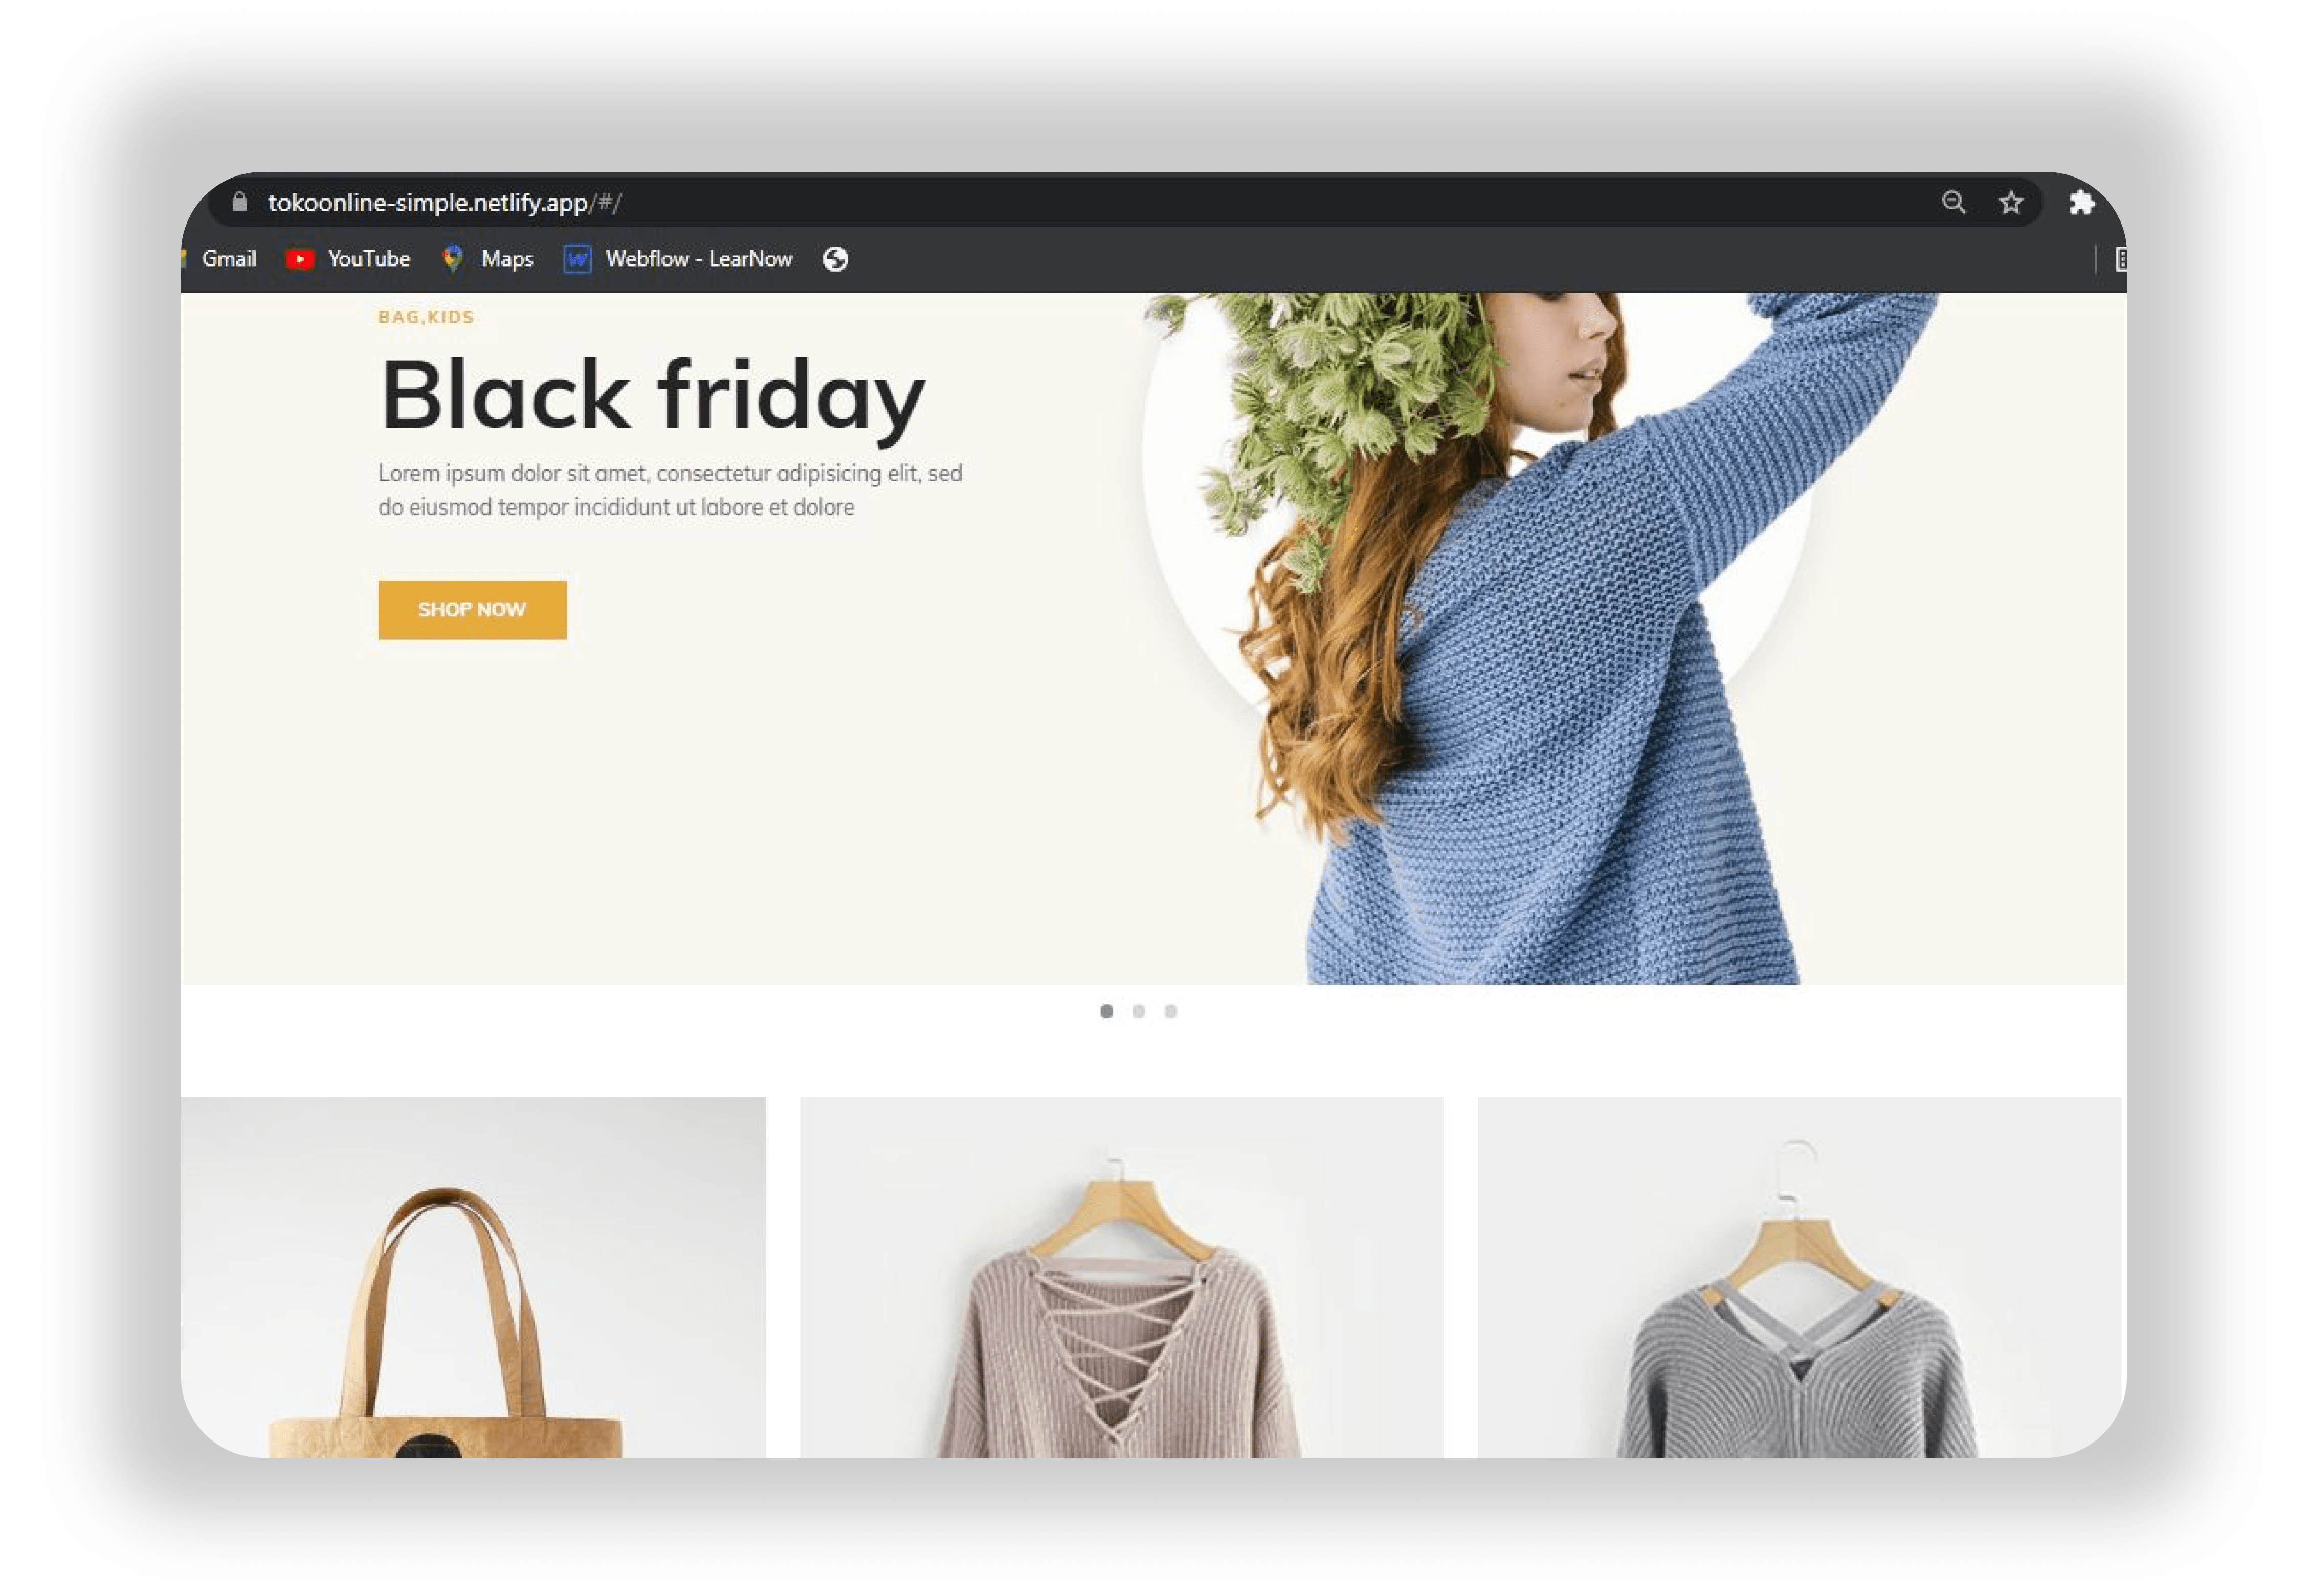 tokoonline-simple.netlify.app/#/
Gmail YouTube Maps Webflow - LearNow
BAG,KIDS
Black friday
Lorem ipsum dolor sit amet, consectetur adipisicing elit, sed
do eiusmod tempor incididunt ut labore et dolore
SHOP NOW